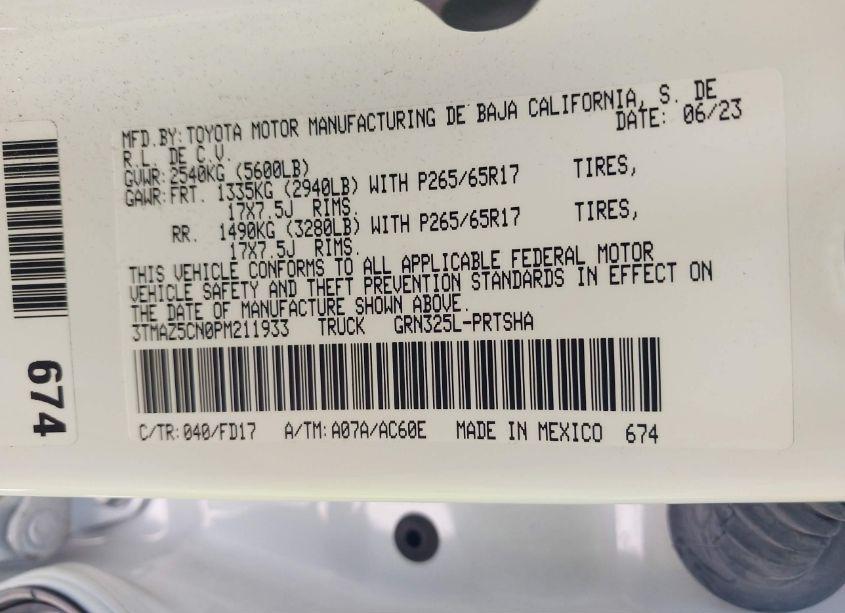 MFD.BY:TOYOTA MOTOR MANUFACTURING DE BAJA CALIFORNIA, S. DE
R.L. DE C.V.
DATE: 06/23
GVWR:2540KG (5600LB)
GAWR:FRT. 1335KG (2940LB) WITH P265/65R17 TIRES,
17X7.5J RIMS.
RR. 1490KG (3280LB) WITH P265/65R17 TIRES,
17X7.5J RIMS.
THIS VEHICLE CONFORMS TO ALL APPLICABLE FEDERAL MOTOR
VEHICLE SAFETY AND THEFT PREVENTION STANDARDS IN EFFECT ON
THE DATE OF MANUFACTURE SHOWN ABOVE.
3TMAZ5CN0PM211933 TRUCK GRN325L-PRTSHA
C/TR:040/FD17 A/TM:A07A/AC60E MADE IN MEXICO 674
674